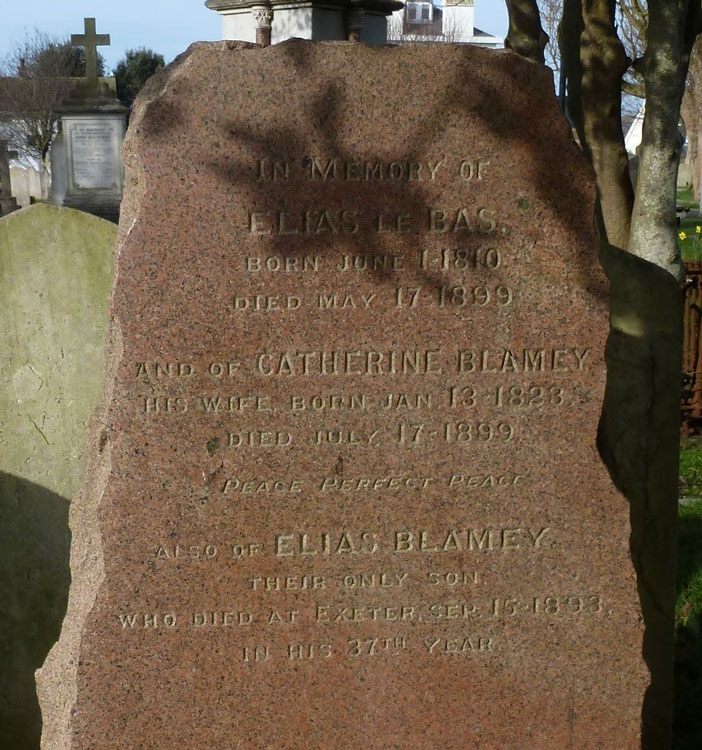 IN MEMORY OF
ELIAS LE BAS.
BORN JUNE 1-1810
DIED MAY 17-1899
AND OF CATHERINE BLAMEY
HIS WIFE, BORN JAN. 13-1823.
DIED JULY, 17-1899.
PEACE PERFECT PEACE
ALSO OF ELIAS BLAMEY.
THEIR ONLY SON.
WHO DIED AT EXETER, SEP. 15-1893.
IN HIS 37TH YEAR.